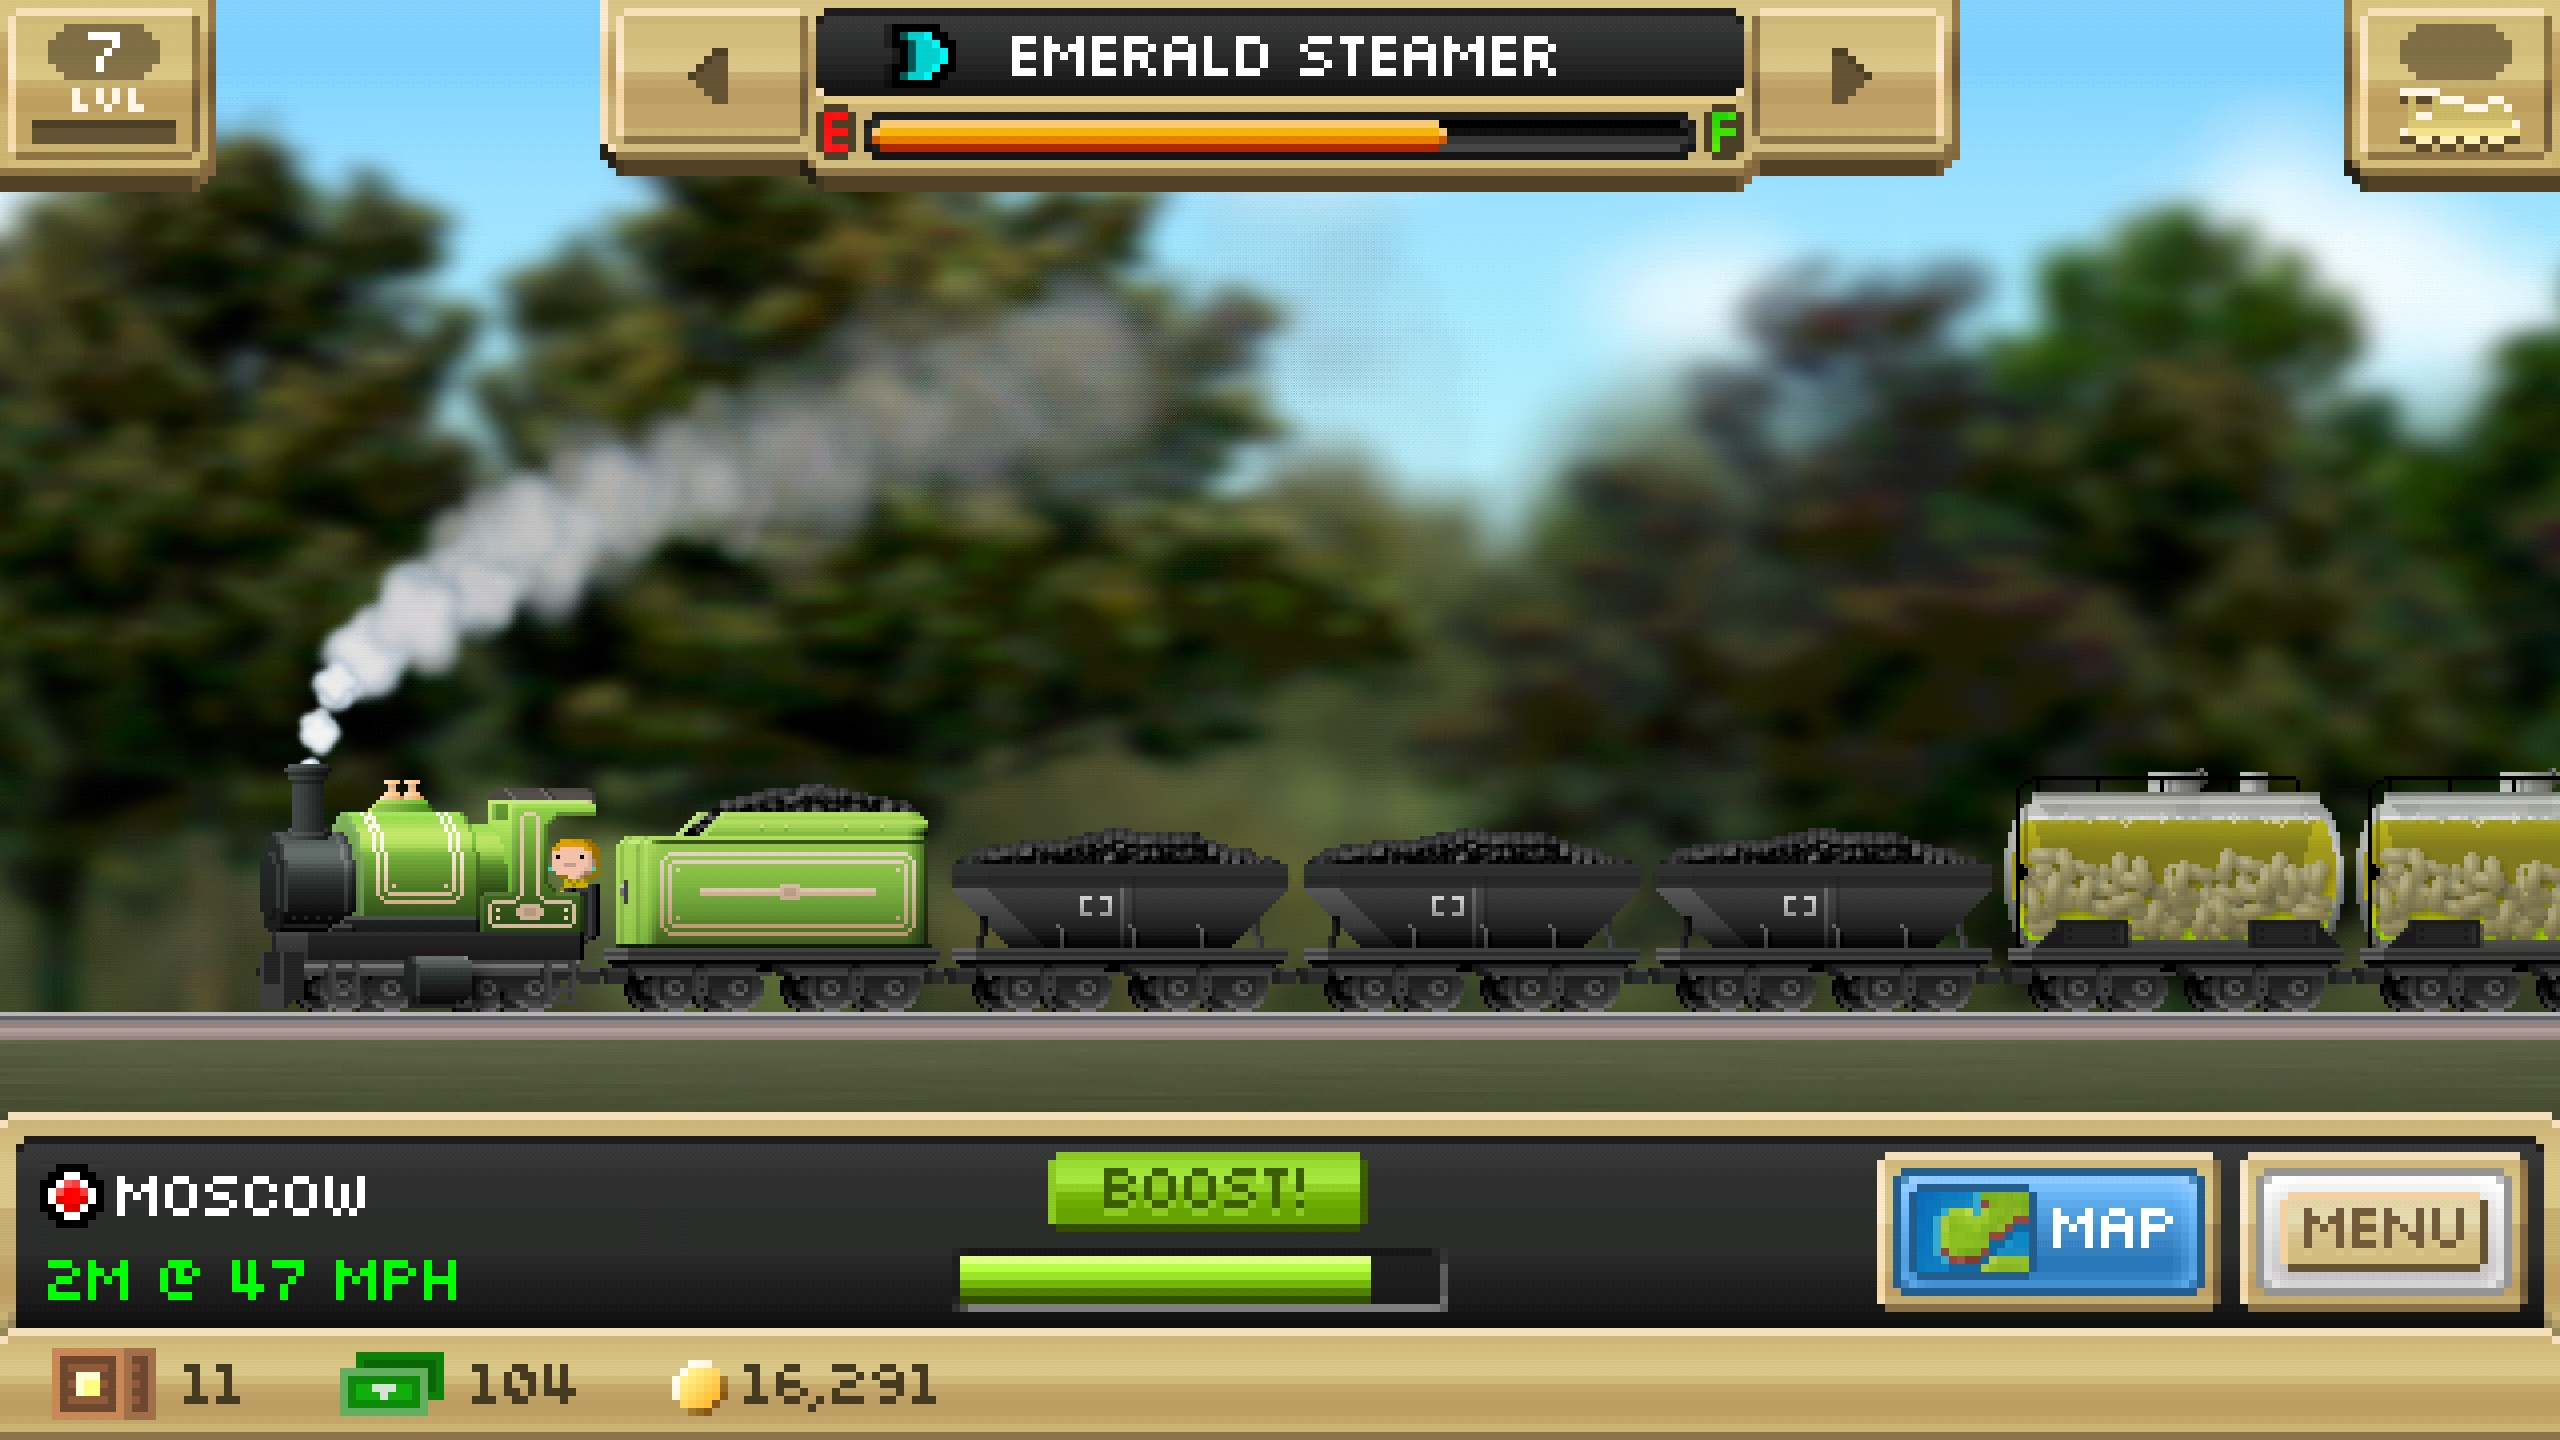 7
LVL
EMERALD STEAMER
E F
MOSCOW
2M @ 47 MPH
BOOST!
MAP
MENU
11
104
16,291